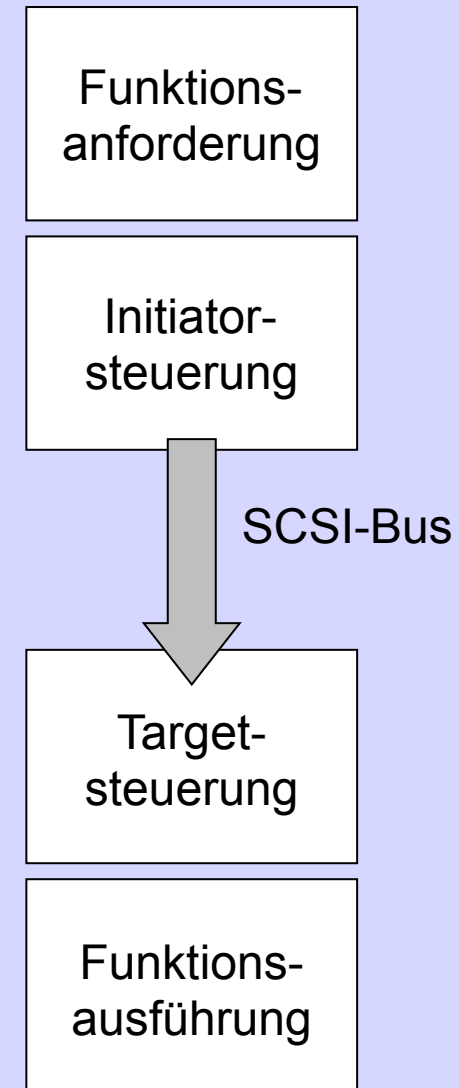 Funktions-
anforderung
Initiator-
steuerung
SCSI-Bus
Target-
steuerung
Funktions-
ausführung